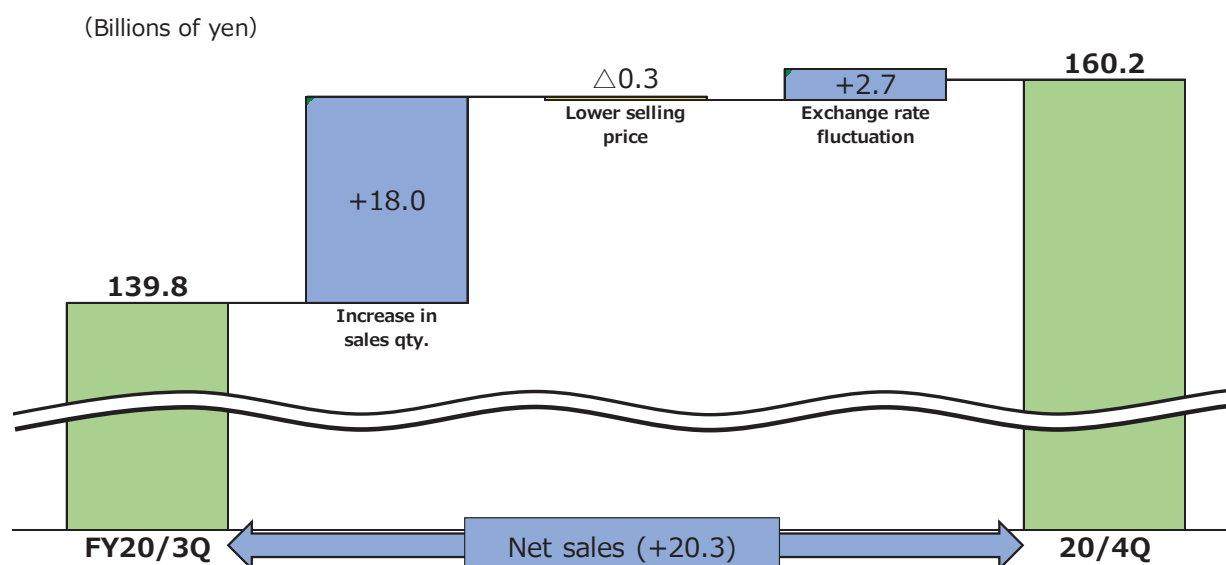 (Billions of yen)
△0.3
+2.7
160.2
Lower selling
price
Exchange rate
fluctuation
+18.0
139.8
Increase in
sales qty.
FY20/3Q
Net sales (+20.3)
20/4Q